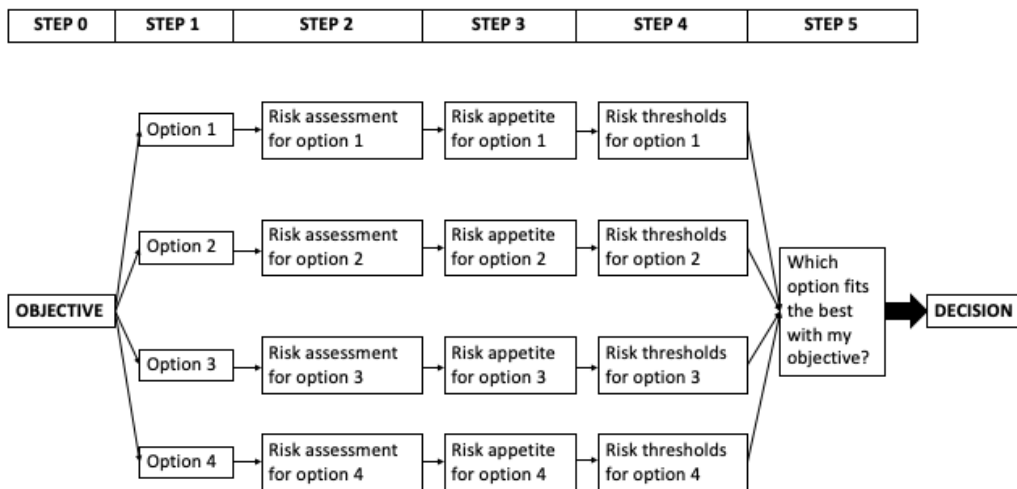 STEP 0 STEP 1 STEP 2 STEP 3 STEP 4 STEP 5
Option 1
Risk assessment
for option 1
Risk appetite
for option 1
Risk thresholds
for option 1
Option 2
Risk assessment
for option 2
Risk appetite
for option 2
Risk thresholds
for option 2
OBJECTIVE
Option 3
Risk assessment
for option 3
Risk appetite
for option 3
Risk thresholds
for option 3
Option 4
Risk assessment
for option 4
Risk appetite
for option 4
Risk thresholds
for option 4
Which
option fits
the best
with my
objective?
DECISION